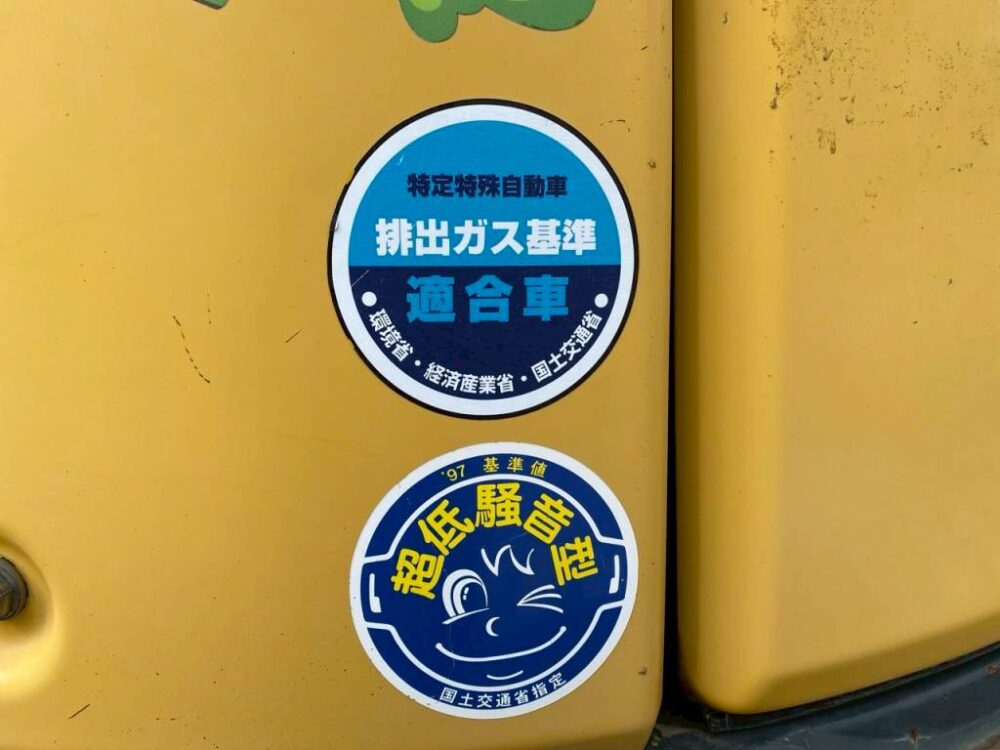 特定特殊自動車
排出ガス基準
適合車
●環境省・経済産業省・国土交通省●
'97 基準値
超低騒音型
国土交通省指定